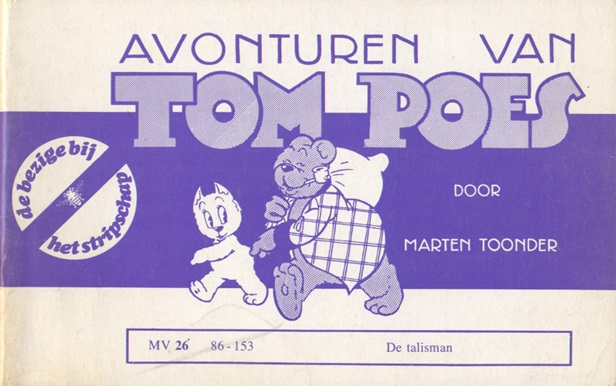 AVONTUREN VAN
TOM POES
de bezige bij
het stripschap
DOOR
MARTEN TOONDER
MV 26 86-153 De talisman